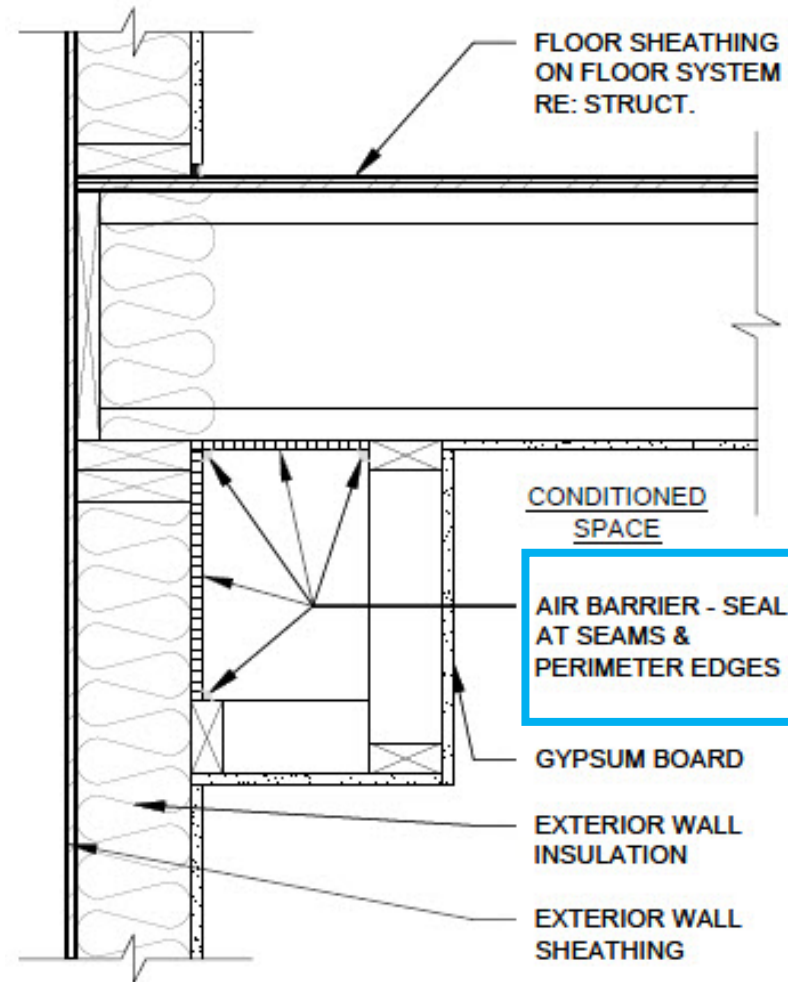 FLOOR SHEATHING
ON FLOOR SYSTEM
RE: STRUCT.
CONDITIONED
SPACE
AIR BARRIER - SEAL
AT SEAMS &
PERIMETER EDGES
GYPSUM BOARD
EXTERIOR WALL
INSULATION
EXTERIOR WALL
SHEATHING